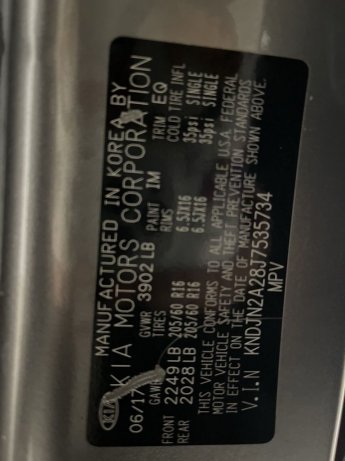 MANUFACTURED IN KOREA BY
KIA KIA MOTORS CORPORATION
06/17 GVWR 3902LB PAINT IM TRIM EQ
GAWR TIRES RIMS COLD TIRE INFL
FRONT 2249LB 205/60 R16 6.5JX16 35psi SINGLE
REAR 2028LB 205/60 R16 6.5JX16 35psi SINGLE
THIS VEHICLE CONFORMS TO ALL APPLICABLE U.S.A. FEDERAL
MOTOR VEHICLE SAFETY AND THEFT PREVENTION STANDARDS
IN EFFECT ON THE DATE OF MANUFACTURE SHOWN ABOVE.
V.I.N KNDJN2A28J7535734
MPV